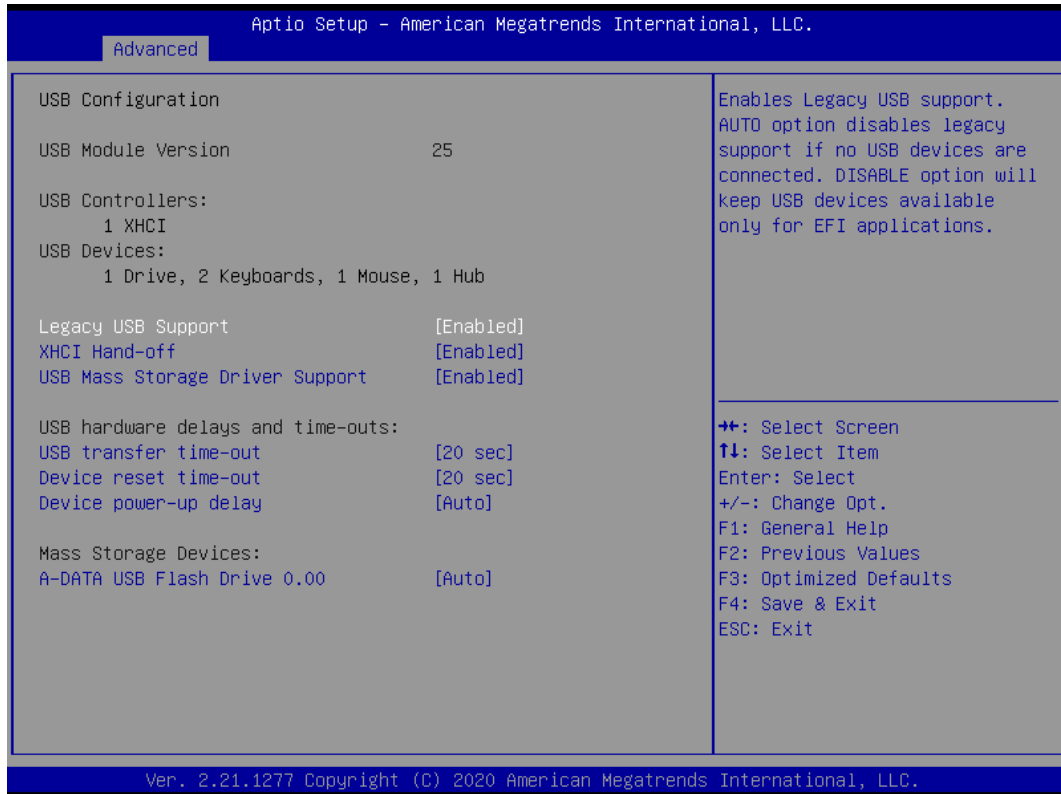 Aptio Setup – American Megatrends International, LLC.
Advanced
USB Configuration
USB Module Version 25
USB Controllers:
1 XHCI
USB Devices:
1 Drive, 2 Keyboards, 1 Mouse, 1 Hub
Legacy USB Support [Enabled]
XHCI Hand-off [Enabled]
USB Mass Storage Driver Support [Enabled]
USB hardware delays and time-outs:
USB transfer time-out [20 sec]
Device reset time-out [20 sec]
Device power-up delay [Auto]
Mass Storage Devices:
A-DATA USB Flash Drive 0.00 [Auto]
Enables Legacy USB support.
AUTO option disables legacy
support if no USB devices are
connected. DISABLE option will
keep USB devices available
only for EFI applications.
→←: Select Screen
↑↓: Select Item
Enter: Select
+/-: Change Opt.
F1: General Help
F2: Previous Values
F3: Optimized Defaults
F4: Save & Exit
ESC: Exit
Ver. 2.21.1277 Copyright (C) 2020 American Megatrends International, LLC.